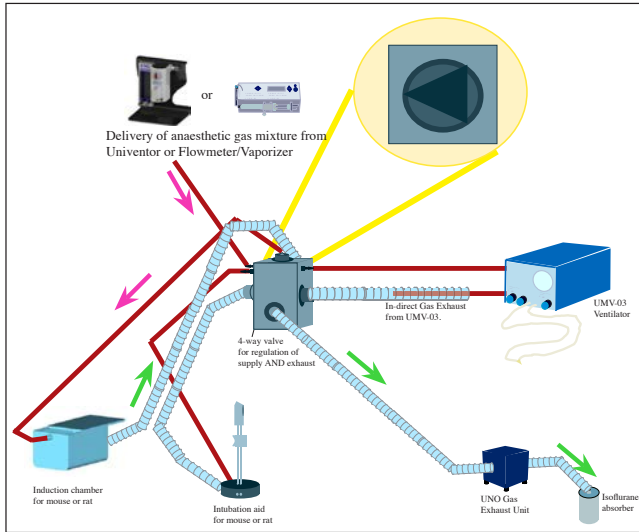 or
Delivery of anaesthetic gas mixture from
Univentor or Flowmeter/Vaporizer
In-direct Gas Exhaust
from UMV-03.
UMV-03
Ventilator
4-way valve
for regulation of
supply AND exhaust
Induction chamber
for mouse or rat
Intubation aid
for mouse or rat
UNO Gas
Exhaust Unit
Isoflurane
absorber